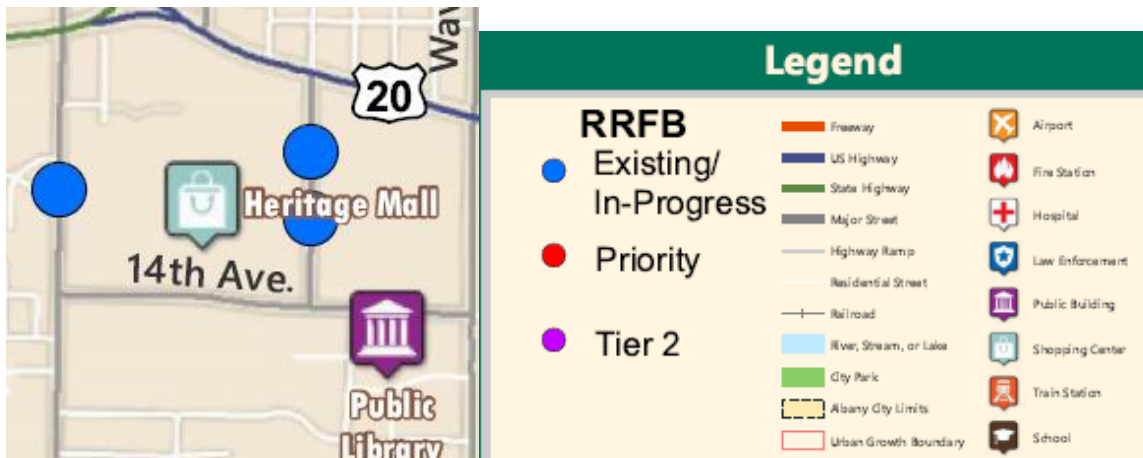 Wav
20
Heritage Mall
14th Ave.
Public
Library
Legend
RRFB
Existing/
In-Progress
Priority
Tier 2
Freeway
US Highway
State Highway
Major Street
Highway Ramp
Residential Street
Railroad
River, Stream, or Lake
City Park
Albany City Limits
Urban Growth Boundary
Airport
Fire Station
Hospital
Law Enforcement
Public Building
Shopping Center
Train Station
School